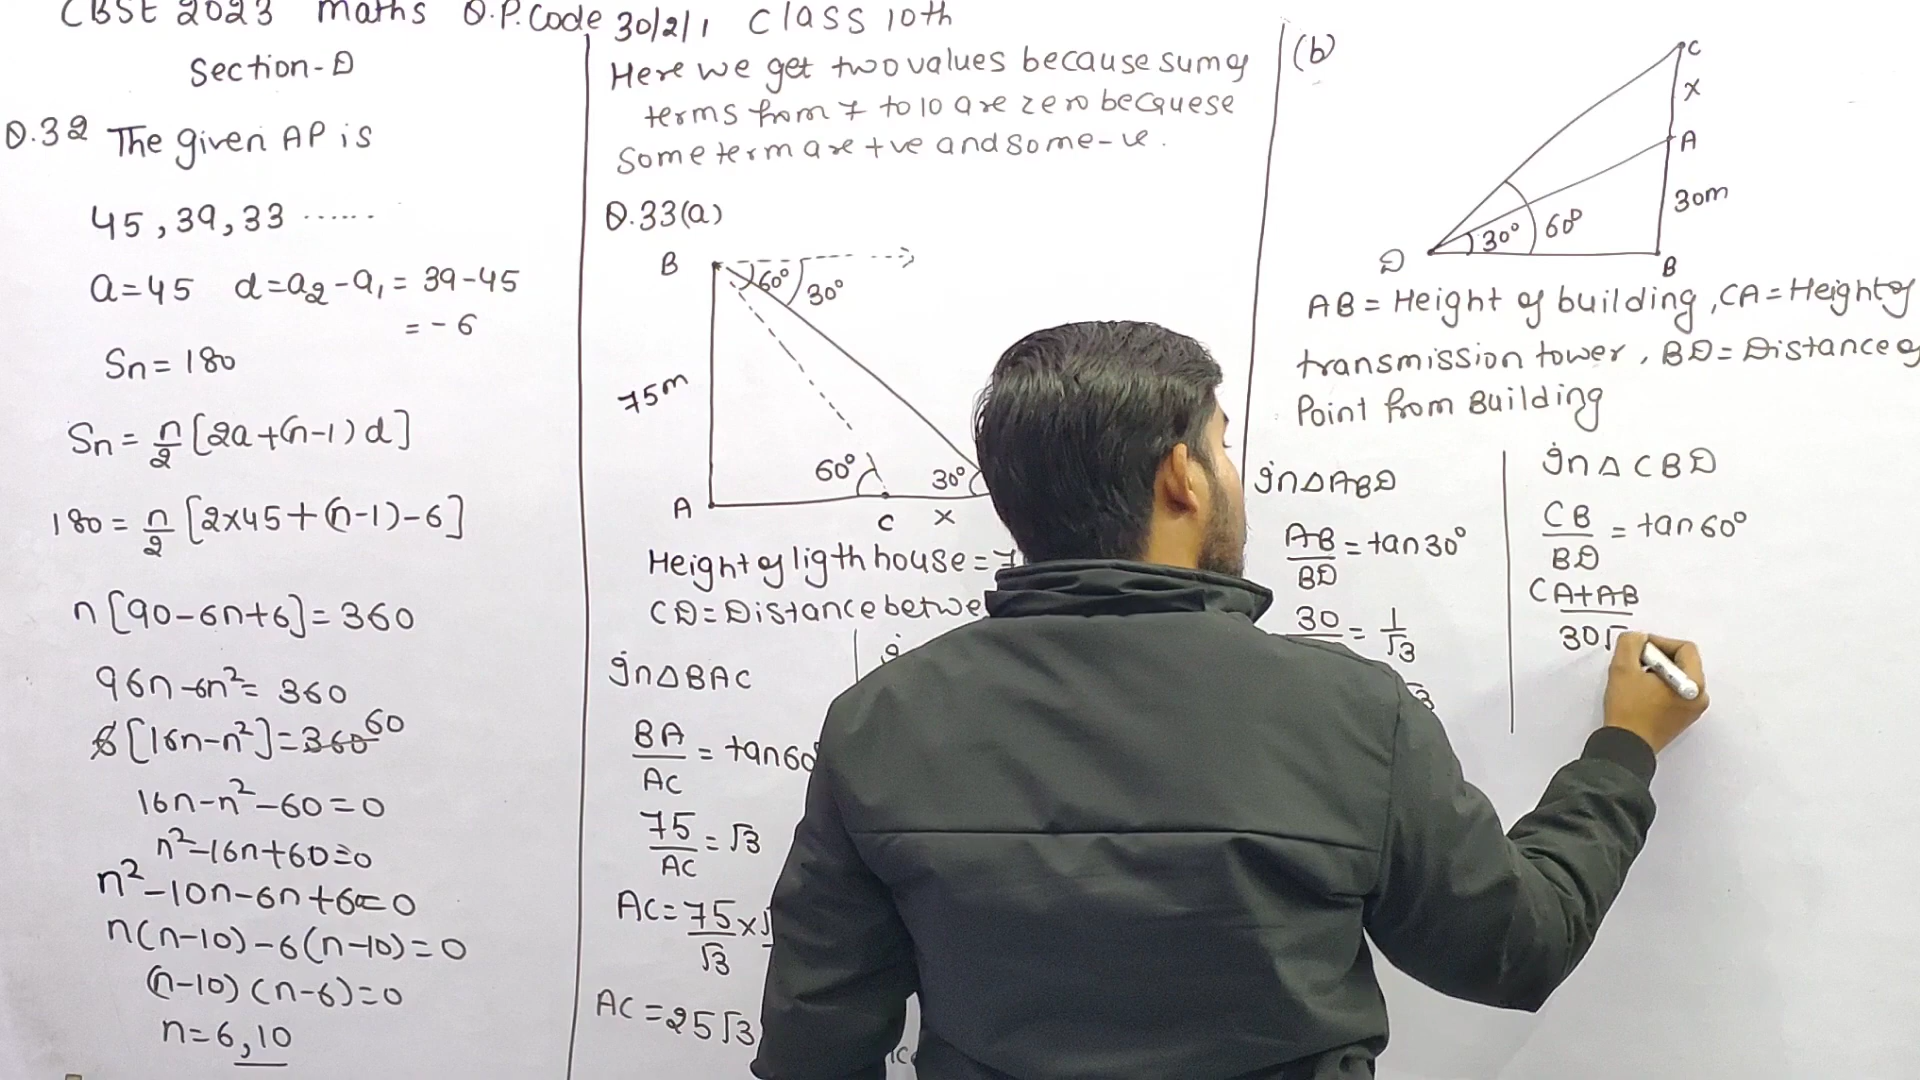 CBSE 2023 maths Q.P. Code 30/2/1 Class 10th
Section-D
Q.32 The given AP is
45, 39, 33 ......
a=45 d=a₂-a₁ = 39-45
= -6
Sn = 180
Sn = n/2 [2a+(n-1)d]
180 = n/2 [2x45+(n-1)-6]
n[90-6n+6] = 360
96n-6n² = 360
6[16n-n²] = 360 60
16n-n²-60=0
n²-16n+60=0
n²-10n-6n+60=0
n(n-10)-6(n-10)=0
(n-10)(n-6)=0
n=6,10
Here we get two values because sum of
terms from 7 to 10 are zero becquese
Some term are +ve and some -ve.
Q.33(a)
B 60° 30°
75m
60° 30°
A C x
Height of ligth house = 7
CD = Distance betwe
In △BAC
BA/AC = tan60°
75/AC = √3
AC = 75/√3 x
AC = 25√3
(b)
C
x
A
30m
30° 60°
D B
AB = Height of building, CA = Height of
transmission tower, BD = Distance of
Point from Building
In △ABD
AB/BD = tan30°
30 = 1/√3
In △CBD
CB/BD = tan60°
CA+AB/30√